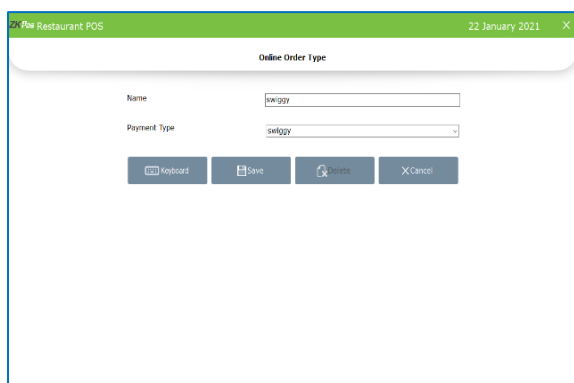 ZKPos Restaurant POS 22 January 2021 X
Online Order Type
Name swiggy
Payment Type swiggy
Keyboard Save Delete Cancel